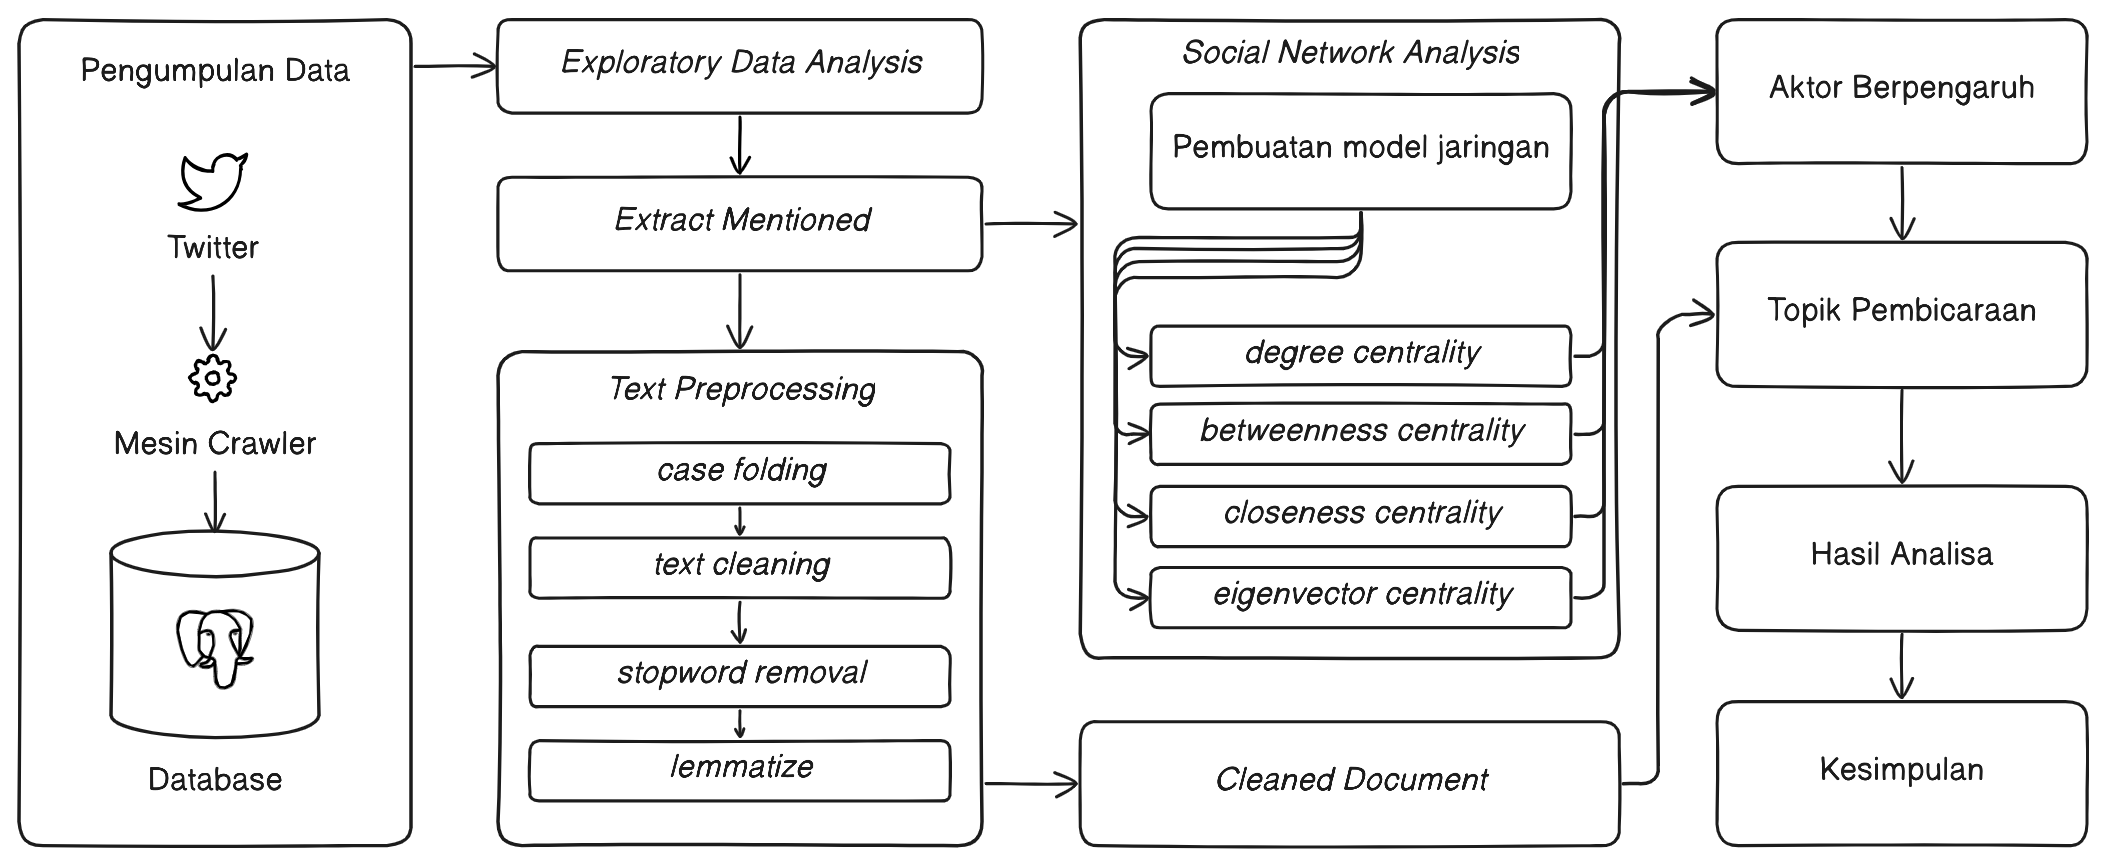 Pengumpulan Data
Twitter
Mesin Crawler
Database
Exploratory Data Analysis
Extract Mentioned
Text Preprocessing
case folding
text cleaning
stopword removal
lemmatize
Social Network Analysis
Pembuatan model jaringan
degree centrality
betweenness centrality
closeness centrality
eigenvector centrality
Cleaned Document
Aktor Berpengaruh
Topik Pembicaraan
Hasil Analisa
Kesimpulan